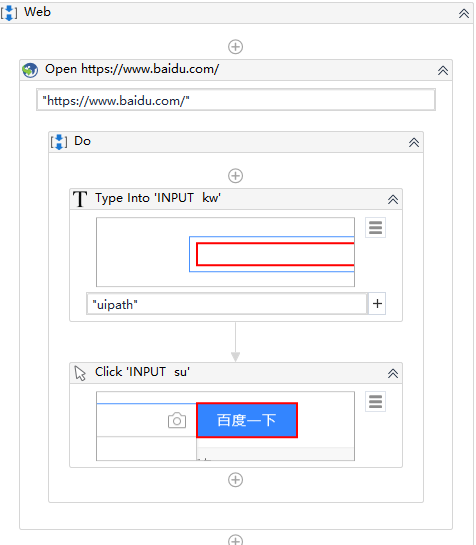 Web
Open https://www.baidu.com/
"https://www.baidu.com/"
Do
Type Into 'INPUT  kw'
"uipath"
Click 'INPUT  su'
百度一下